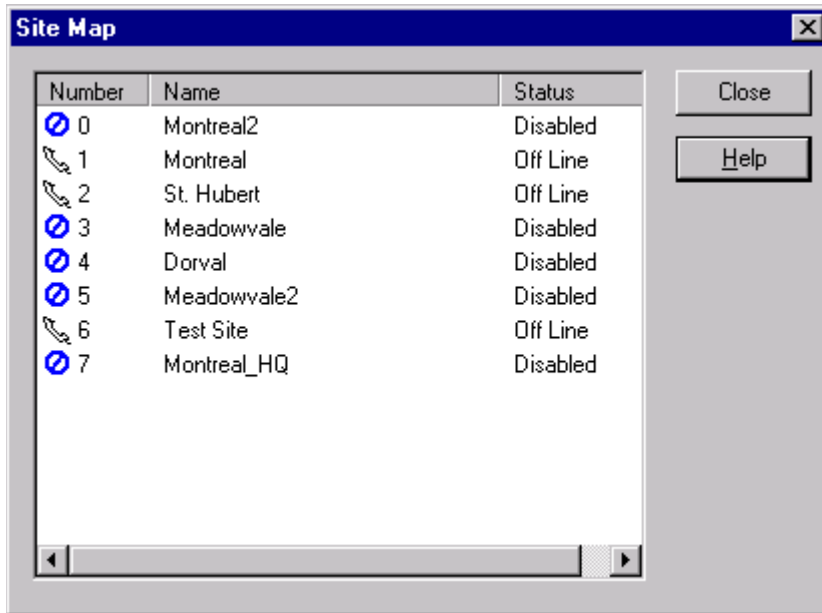 Site Map
Number Name Status
0 Montreal2 Disabled
1 Montreal Off Line
2 St. Hubert Off Line
3 Meadowvale Disabled
4 Dorval Disabled
5 Meadowvale2 Disabled
6 Test Site Off Line
7 Montreal_HQ Disabled
Close
Help